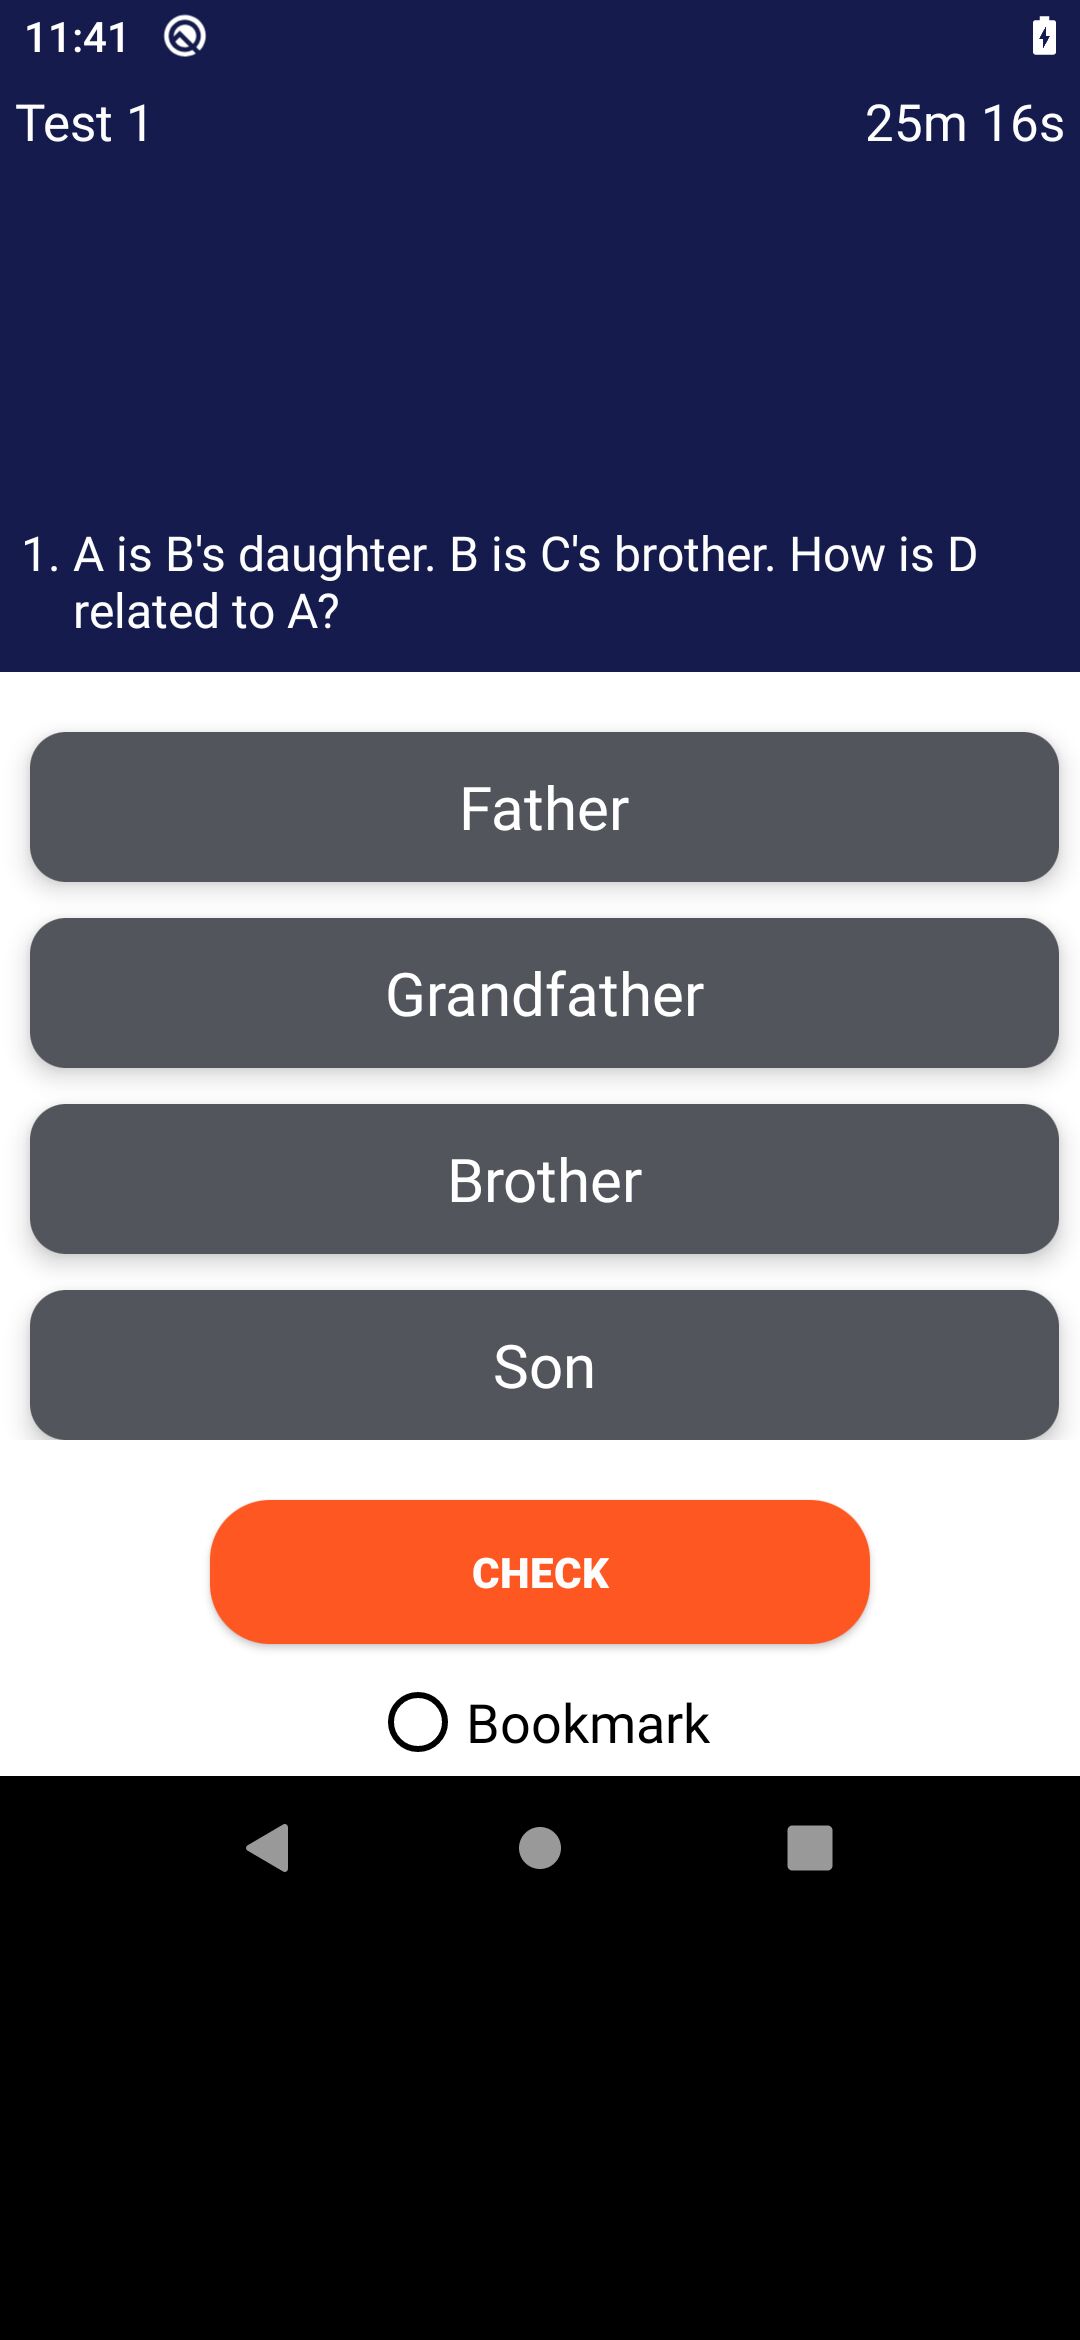 11:41
Test 1
25m 16s
1. A is B's daughter. B is C's brother. How is D
related to A?
Father
Grandfather
Brother
Son
CHECK
Bookmark